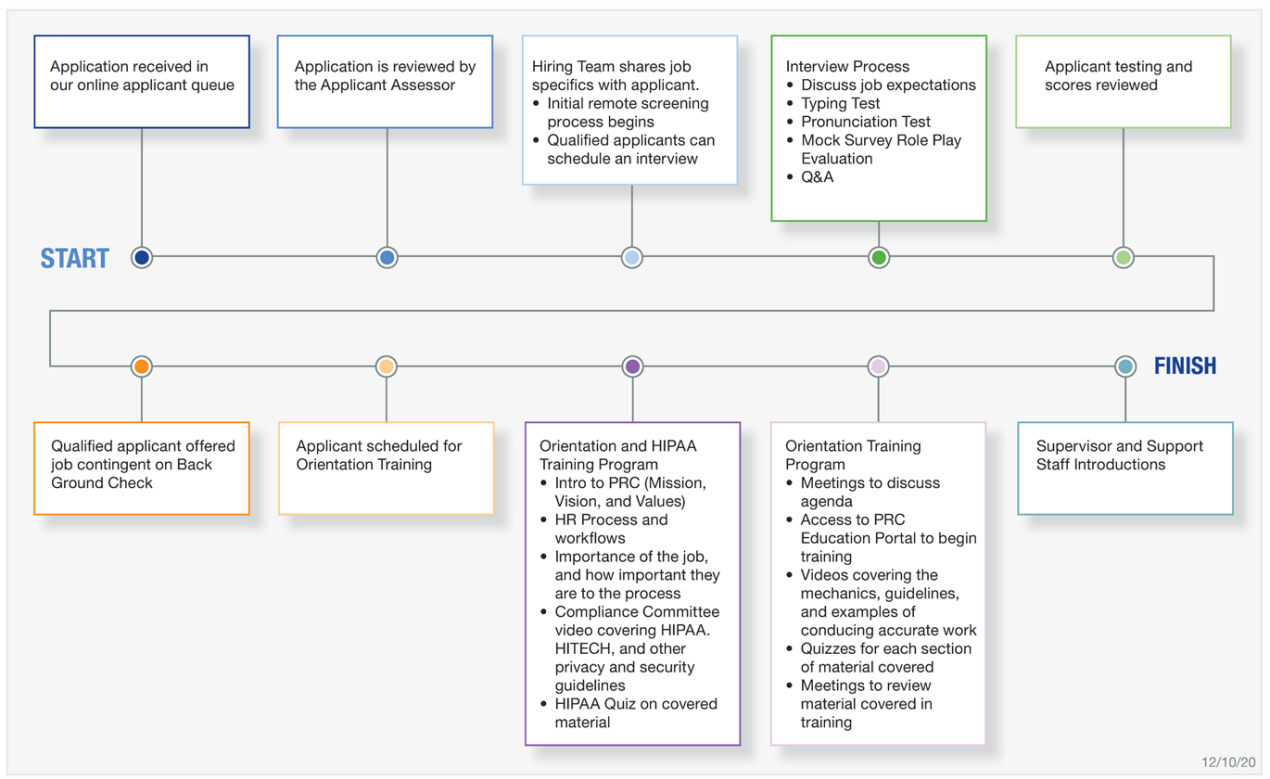 Application received in
our online applicant queue
Application is reviewed by
the Applicant Assessor
Hiring Team shares job
specifics with applicant.
• Initial remote screening
process begins
• Qualified applicants can
schedule an interview
Interview Process
• Discuss job expectations
• Typing Test
• Pronunciation Test
• Mock Survey Role Play
Evaluation
• Q&A
Applicant testing and
scores reviewed
START
FINISH
Qualified applicant offered
job contingent on Back
Ground Check
Applicant scheduled for
Orientation Training
Orientation and HIPAA
Training Program
• Intro to PRC (Mission,
Vision, and Values)
• HR Process and
workflows
• Importance of the job,
and how important they
are to the process
• Compliance Committee
video covering HIPAA.
HITECH, and other
privacy and security
guidelines
• HIPAA Quiz on covered
material
Orientation Training
Program
• Meetings to discuss
agenda
• Access to PRC
Education Portal to begin
training
• Videos covering the
mechanics, guidelines,
and examples of
conducing accurate work
• Quizzes for each section
of material covered
• Meetings to review
material covered in
training
Supervisor and Support
Staff Introductions
12/10/20